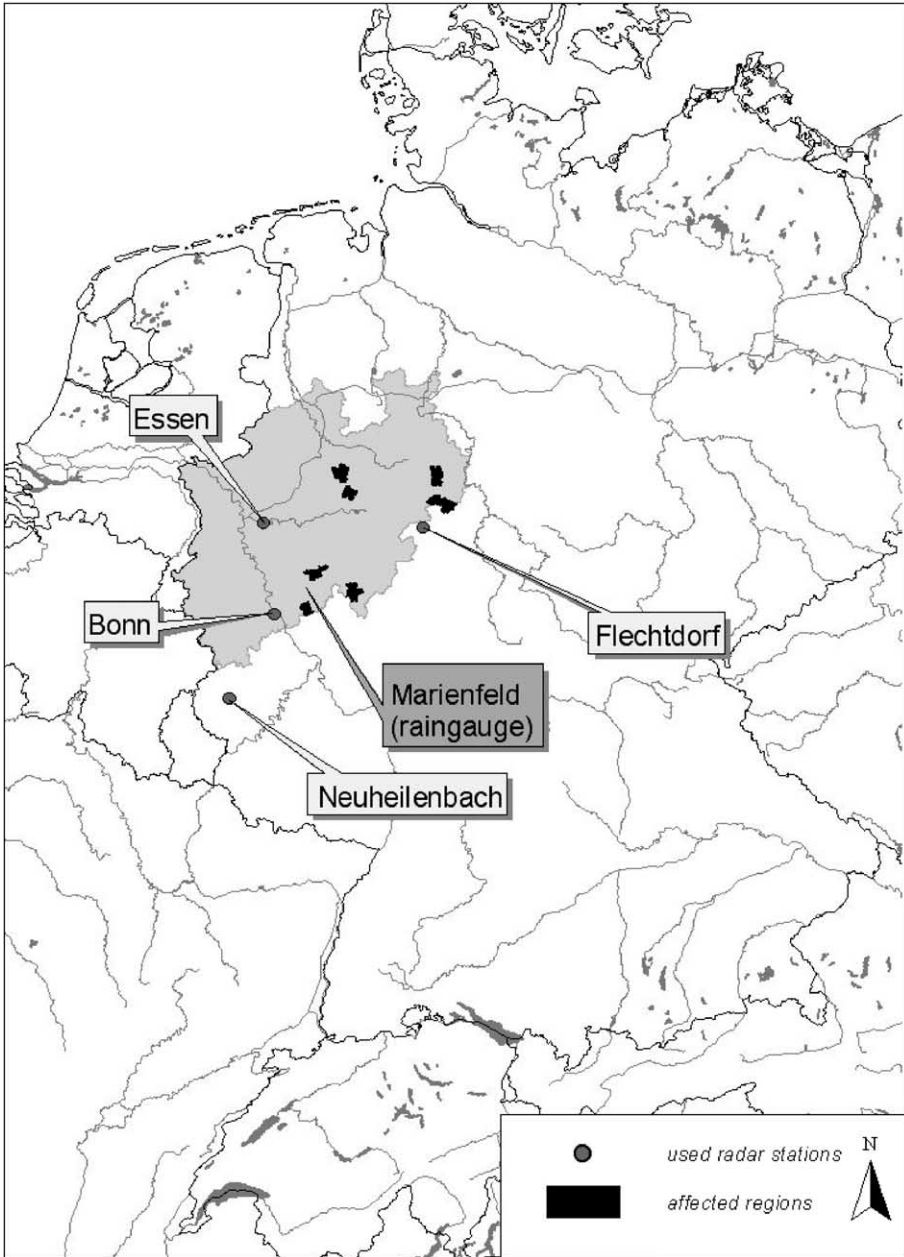 Essen
Bonn
Flechtdorf
Marienfeld
(raingauge)
Neuheilenbach
used radar stations
N
affected regions